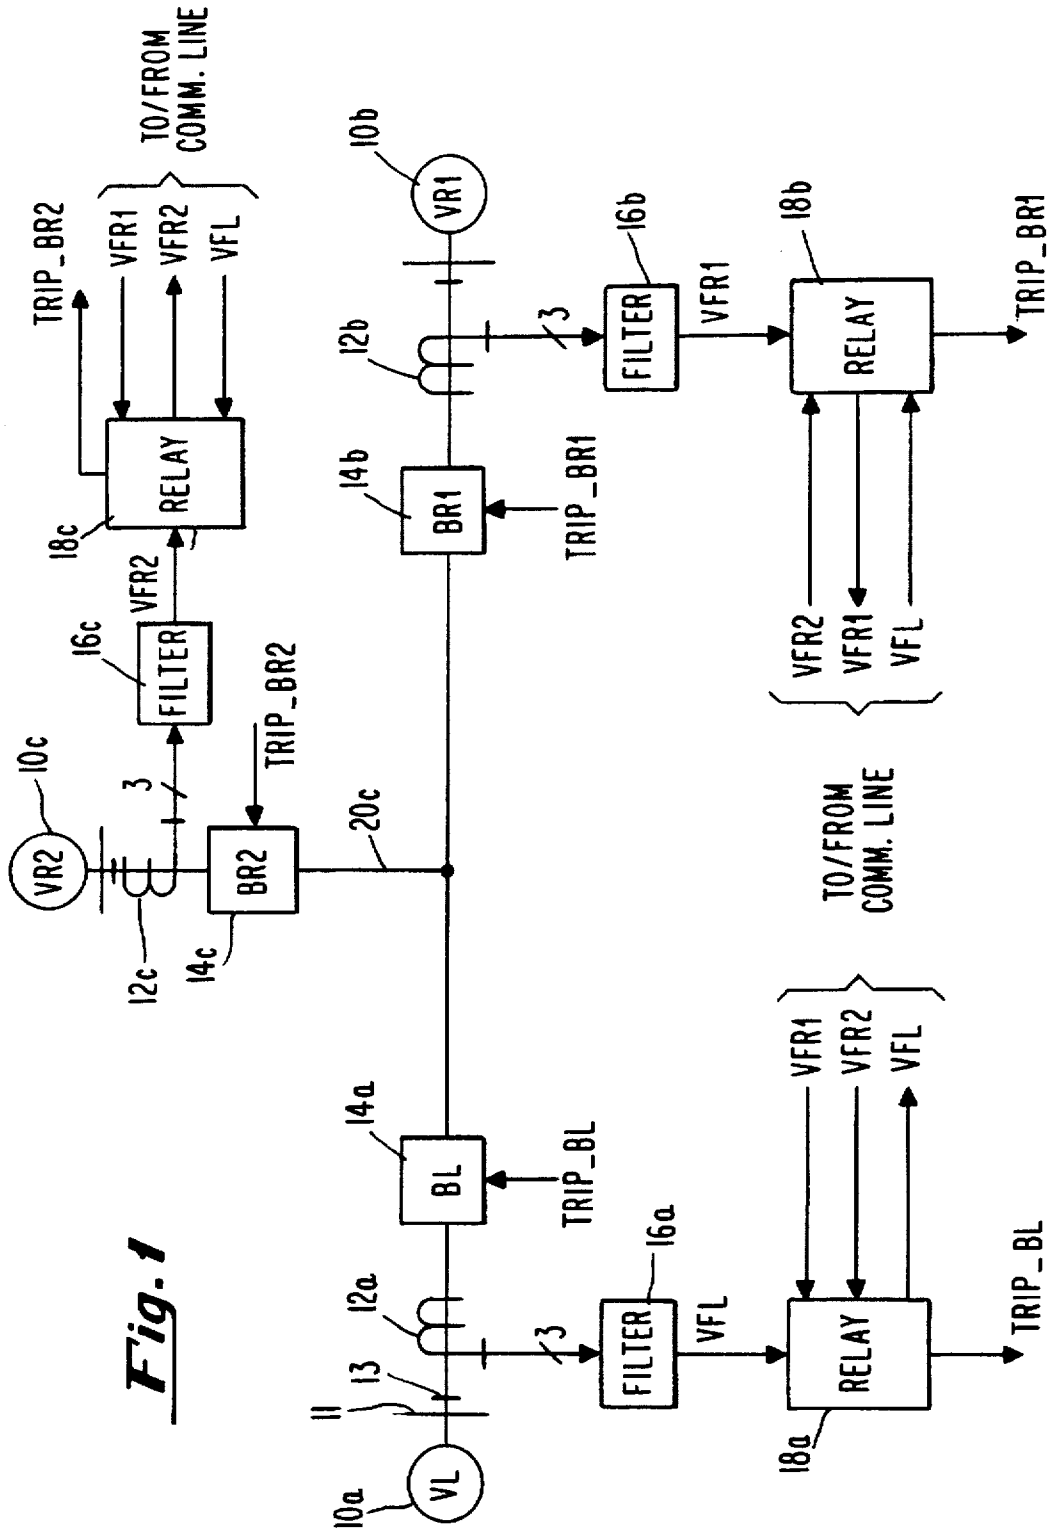 Fig. 1
10c
VR2
12c
14c
BR2
TRIP_BR2
3
16c
FILTER
VFR2
18c
RELAY
TRIP_BR2
VFR1
VFR2
VFL
TO/FROM
COMM. LINE
20c
10a
VL
11
13
12a
14a
BL
TRIP_BL
3
16a
FILTER
VFL
18a
RELAY
TRIP_BL
VFR1
VFR2
VFL
TO/FROM
COMM. LINE
14b
BR1
TRIP_BR1
12b
10b
VR1
3
16b
FILTER
VFR1
18b
RELAY
TRIP_BR1
VFR2
VFR1
VFL